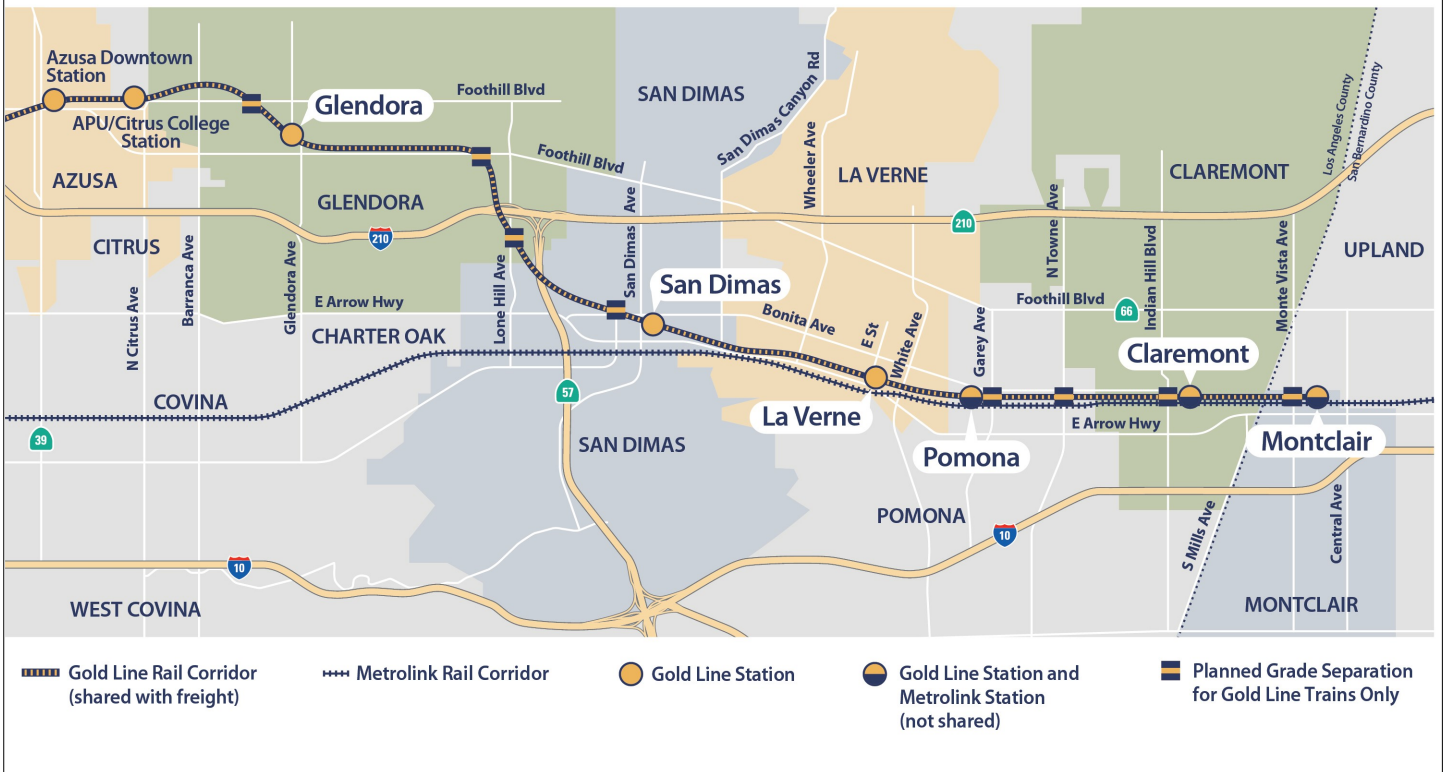 Azusa Downtown
Station
Glendora
Foothill Blvd
SAN DIMAS
San Dimas Canyon Rd
Los Angeles County
San Bernardino County
APU/Citrus College
Station
Foothill Blvd
Wheeler Ave
LA VERNE
CLAREMONT
AZUSA
GLENDORA
San Dimas Ave
N Towne Ave
210
210
CITRUS
Barranca Ave
Glendora Ave
Lone Hill Ave
Indian Hill Blvd
Monte Vista Ave
UPLAND
San Dimas
N Citrus Ave
E Arrow Hwy
Foothill Blvd
66
CHARTER OAK
Bonita Ave
E St
White Ave
Garey Ave
Claremont
57
COVINA
La Verne
E Arrow Hwy
39
SAN DIMAS
Pomona
Montclair
POMONA
10
S Mills Ave
Central Ave
10
WEST COVINA
MONTCLAIR
Gold Line Rail Corridor
(shared with freight)
Metrolink Rail Corridor
Gold Line Station
Gold Line Station and
Metrolink Station
(not shared)
Planned Grade Separation
for Gold Line Trains Only